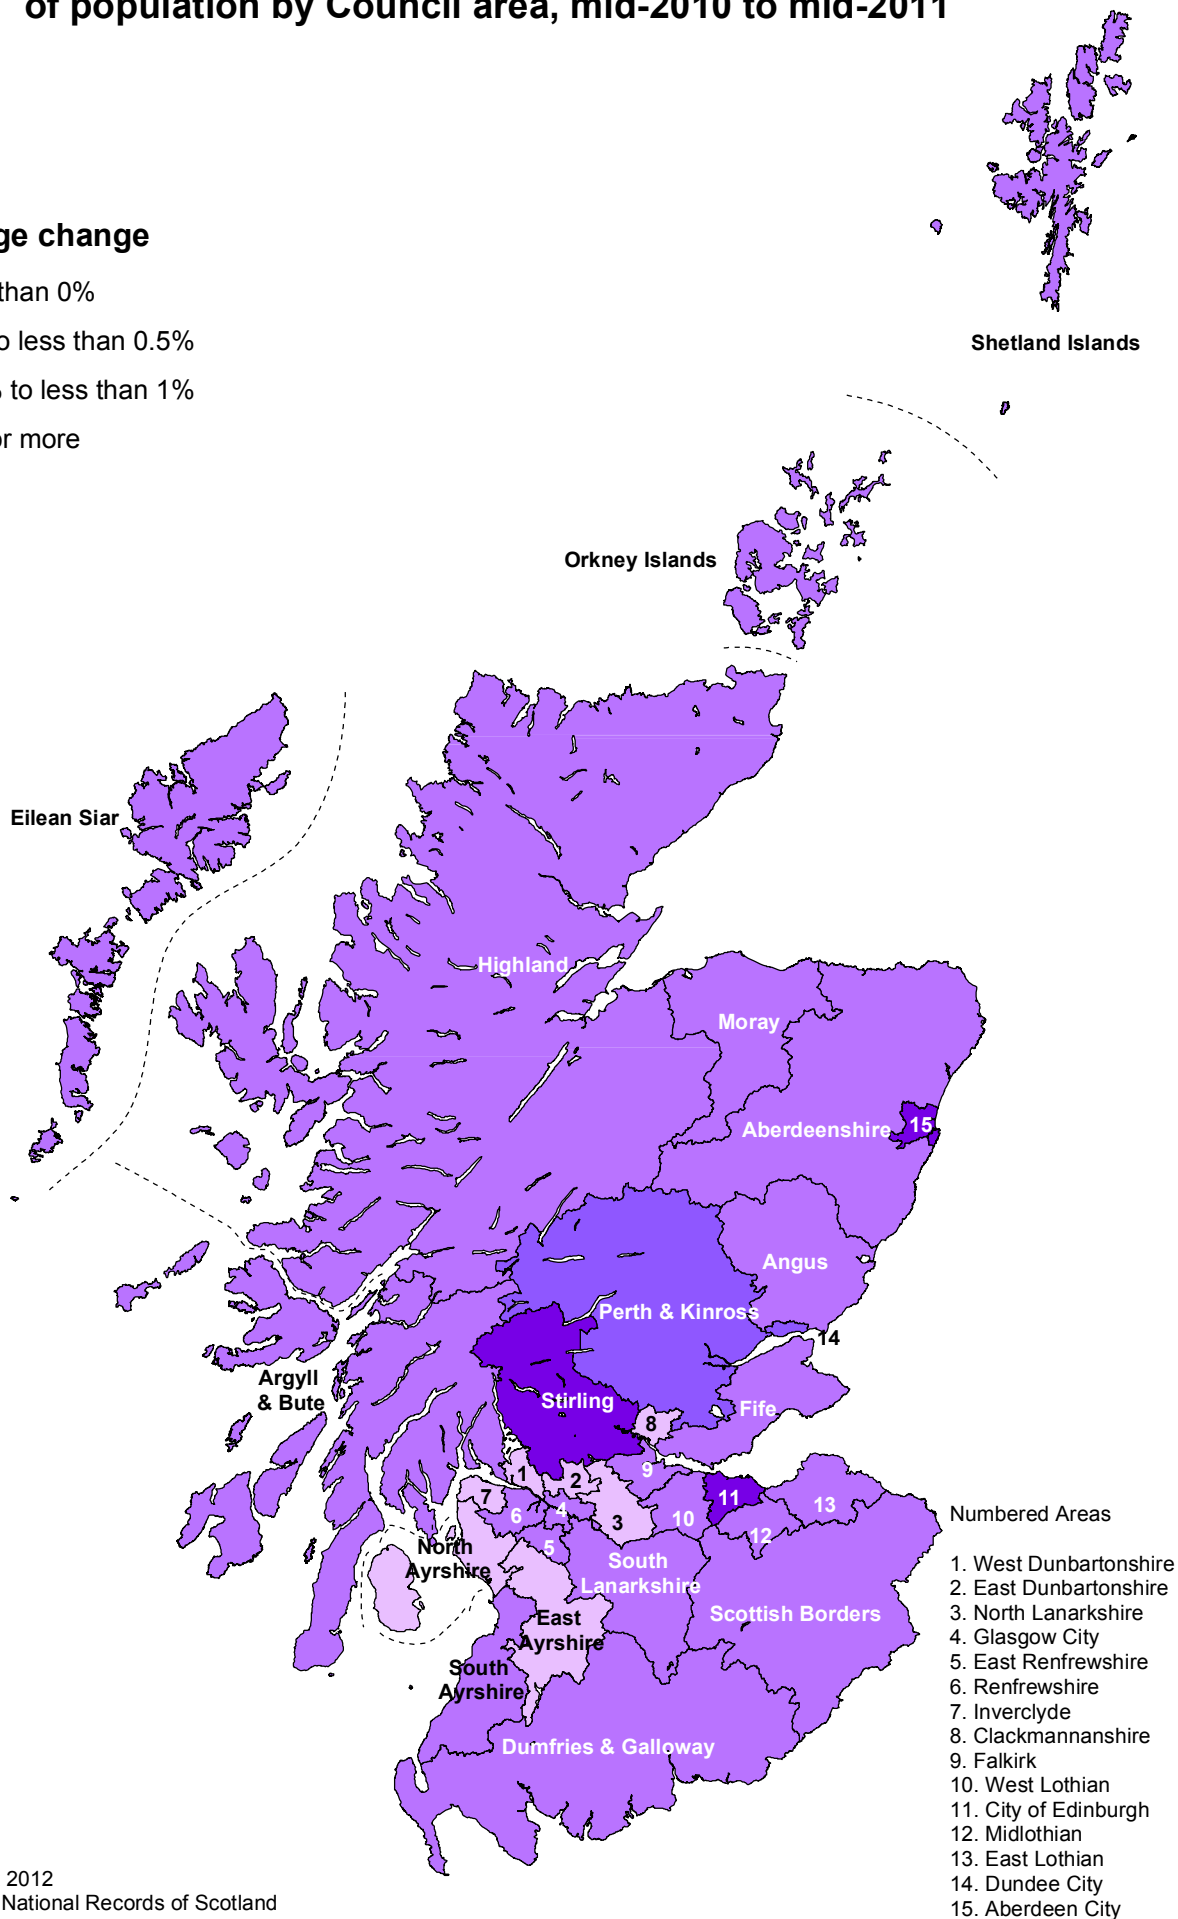 of population by Council area, mid-2010 to mid-2011
ge change
than 0%
o less than 0.5%
to less than 1%
or more
Shetland Islands
Orkney Islands
Eilean Siar
Highland
Moray
Aberdeenshire
15
Angus
Perth & Kinross
14
Argyll
& Bute
Stirling
Fife
8
1
2
9
7
6
4
3
10
11
13
12
5
North
Ayrshire
South
Lanarkshire
East
Ayrshire
Scottish Borders
South
Ayrshire
Dumfries & Galloway
Numbered Areas
1. West Dunbartonshire
2. East Dunbartonshire
3. North Lanarkshire
4. Glasgow City
5. East Renfrewshire
6. Renfrewshire
7. Inverclyde
8. Clackmannanshire
9. Falkirk
10. West Lothian
11. City of Edinburgh
12. Midlothian
13. East Lothian
14. Dundee City
15. Aberdeen City
2012
National Records of Scotland